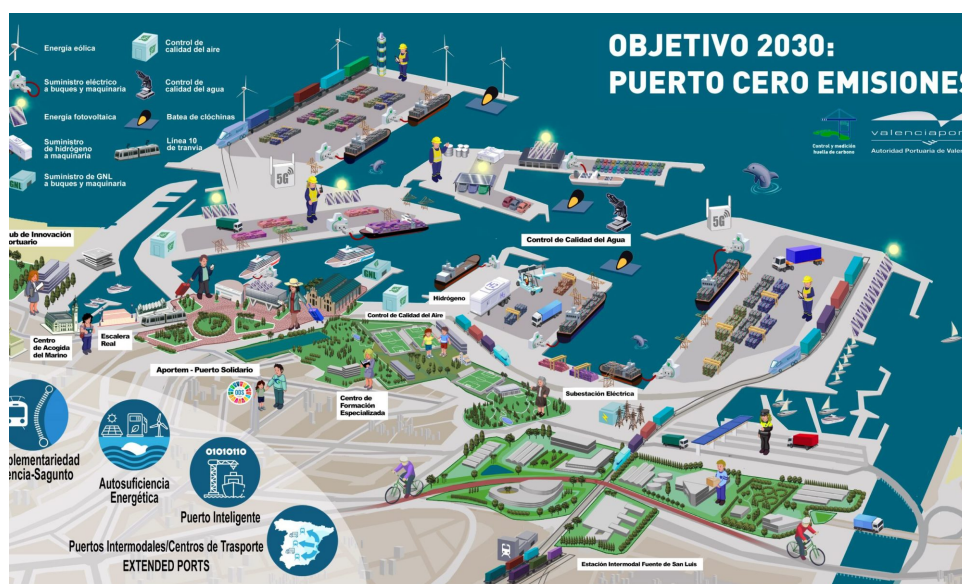 OBJETIVO 2030:
PUERTO CERO EMISIONES
Energía eólica
Control de
calidad del aire
Suministro eléctrico
a buques y maquinaria
Control de
calidad del agua
Energía fotovoltaica
Batea de clóchinas
Suministro
de hidrógeno
a maquinaria
Línea 10
de tranvía
GNL
Suministro de GNL
a buques y maquinaria
Control y medición
huella de carbono
valenciapor
Autoridad Portuaria de Valen
5G
5G
ub de Innovación
ortuario
Control de Calidad del Agua
GNL
Hidrógeno
Control de Calidad del Aire
Centro
de Acogida
del Marino
Escalera
Real
Aportem - Puerto Solidario
ODS
Centro de
Formación
Especializada
Subestación Eléctrica
mplementariedad
encia-Sagunto
Autosuficiencia
Energética
01010110
Puerto Inteligente
Puertos Intermodales/Centros de Trasporte
EXTENDED PORTS
Estación Intermodal Fuente de San Luis